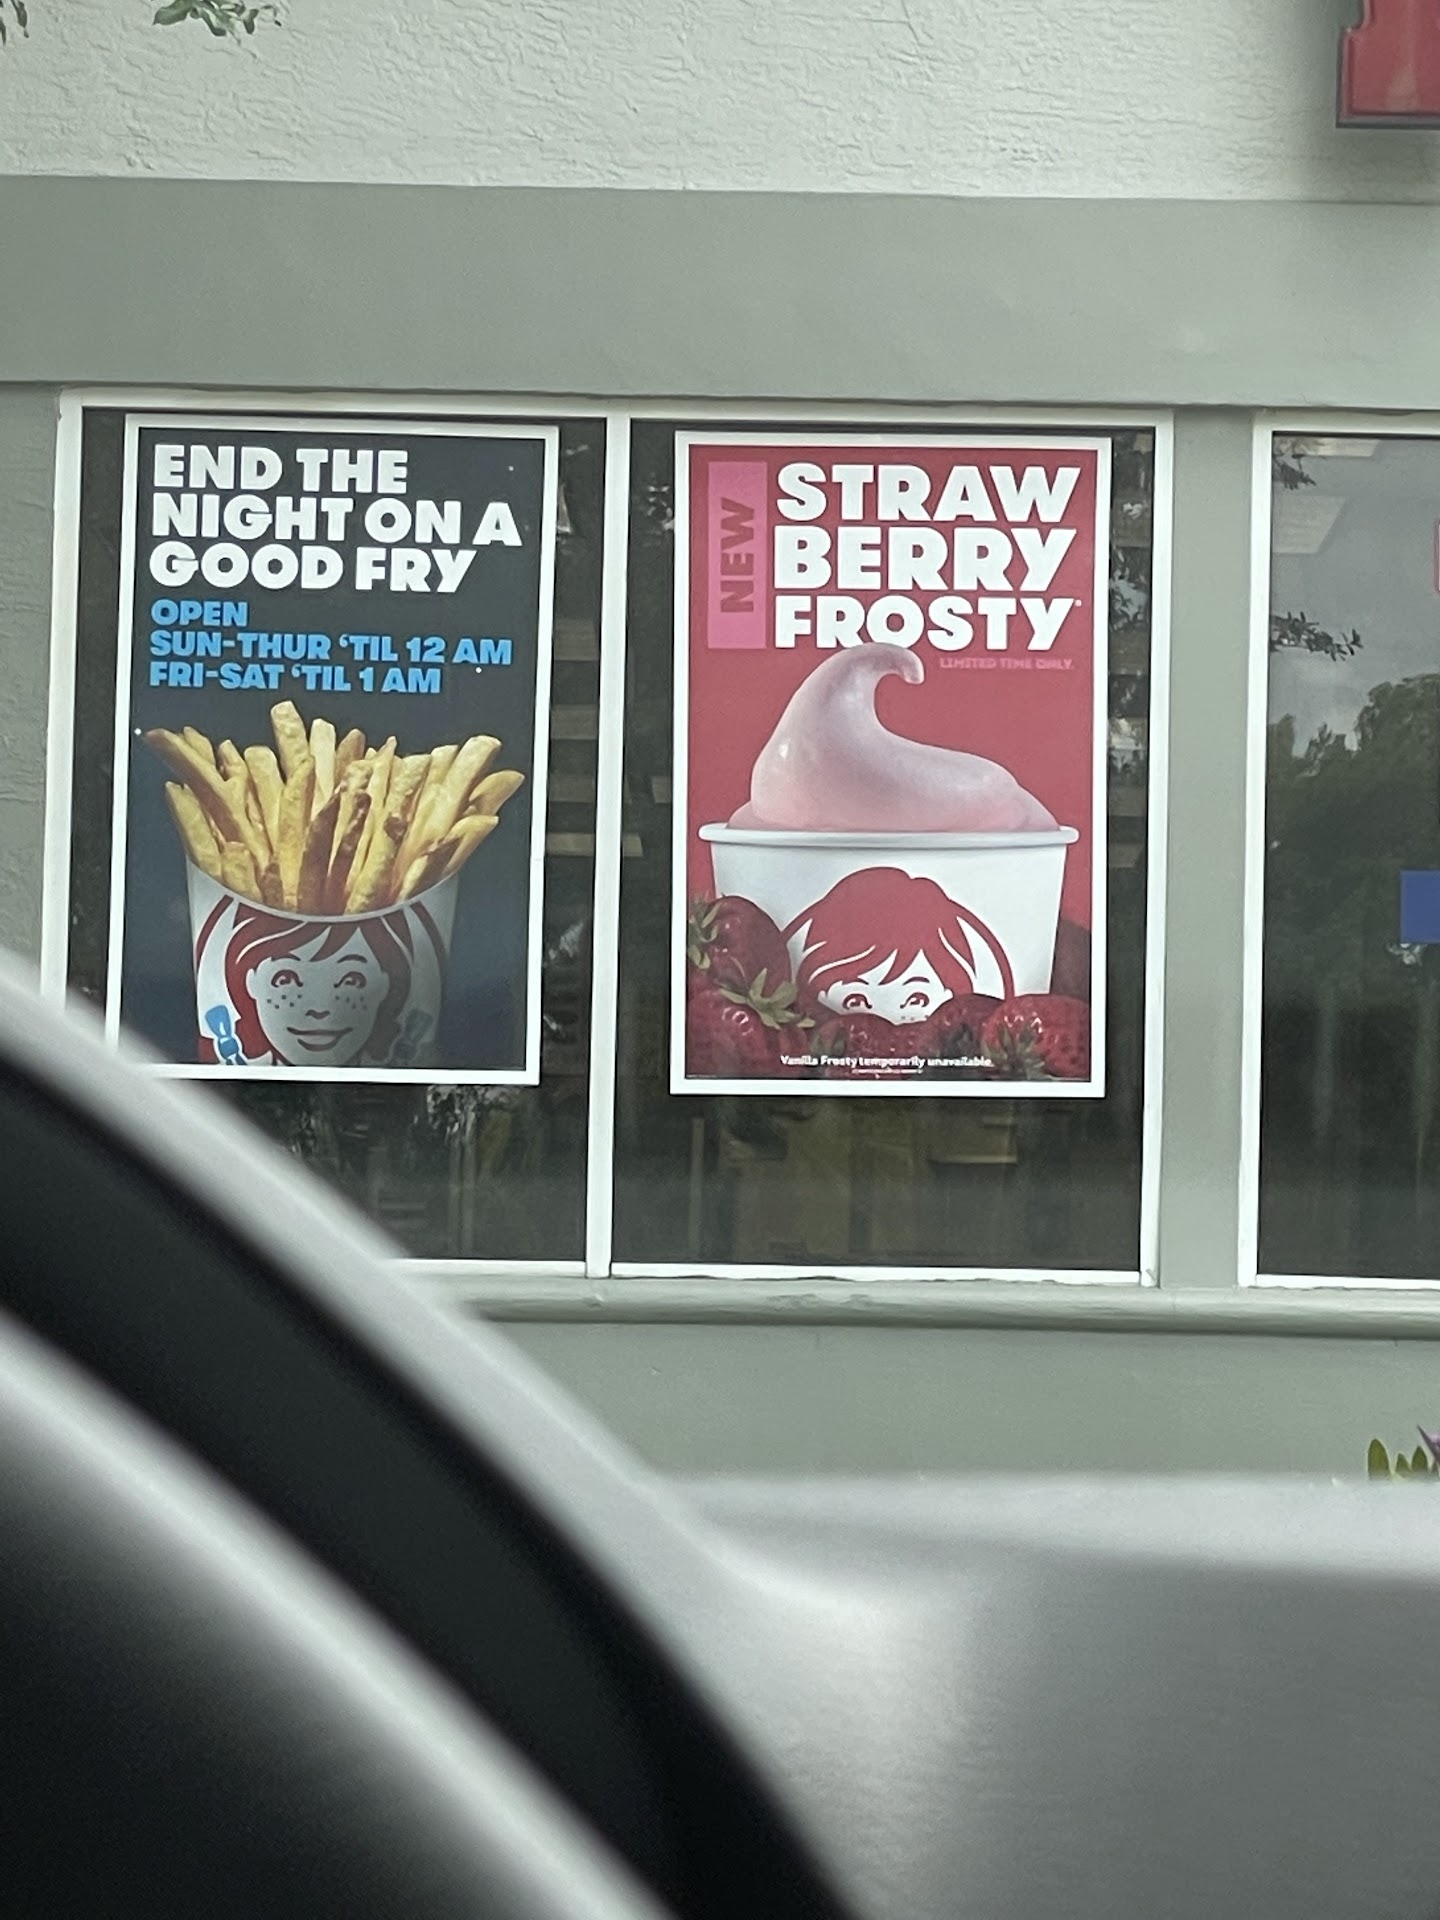 END THE
NIGHT ON A
GOOD FRY
OPEN
SUN-THUR ‘TIL 12 AM
FRI-SAT ‘TIL 1 AM
NEW
STRAW
BERRY
FROSTY
LIMITED TIME ONLY.
Vanilla Frosty temporarily unavailable.